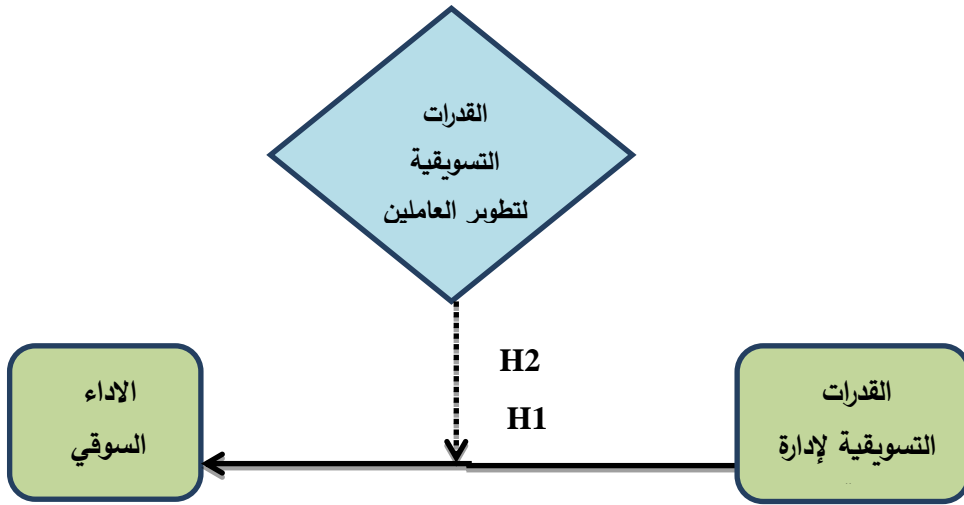 القدرات
التسويقية
لتطوير العاملين
H2
H1
القدرات
التسويقية لإدارة
الاداء
السوقي